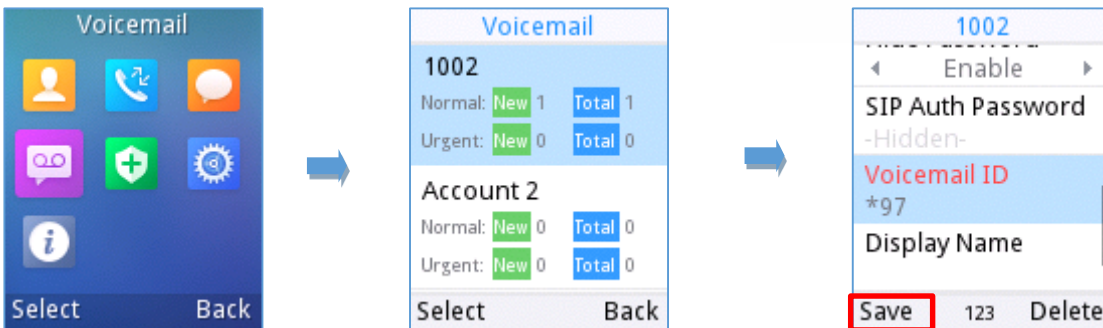 Voicemail
Select Back
Voicemail
1002
Normal: New 1 Total 1
Urgent: New 0 Total 0
Account 2
Normal: New 0 Total 0
Urgent: New 0 Total 0
Select Back
1002
Enable
SIP Auth Password
-Hidden-
Voicemail ID
*97
Display Name
Save 123 Delete